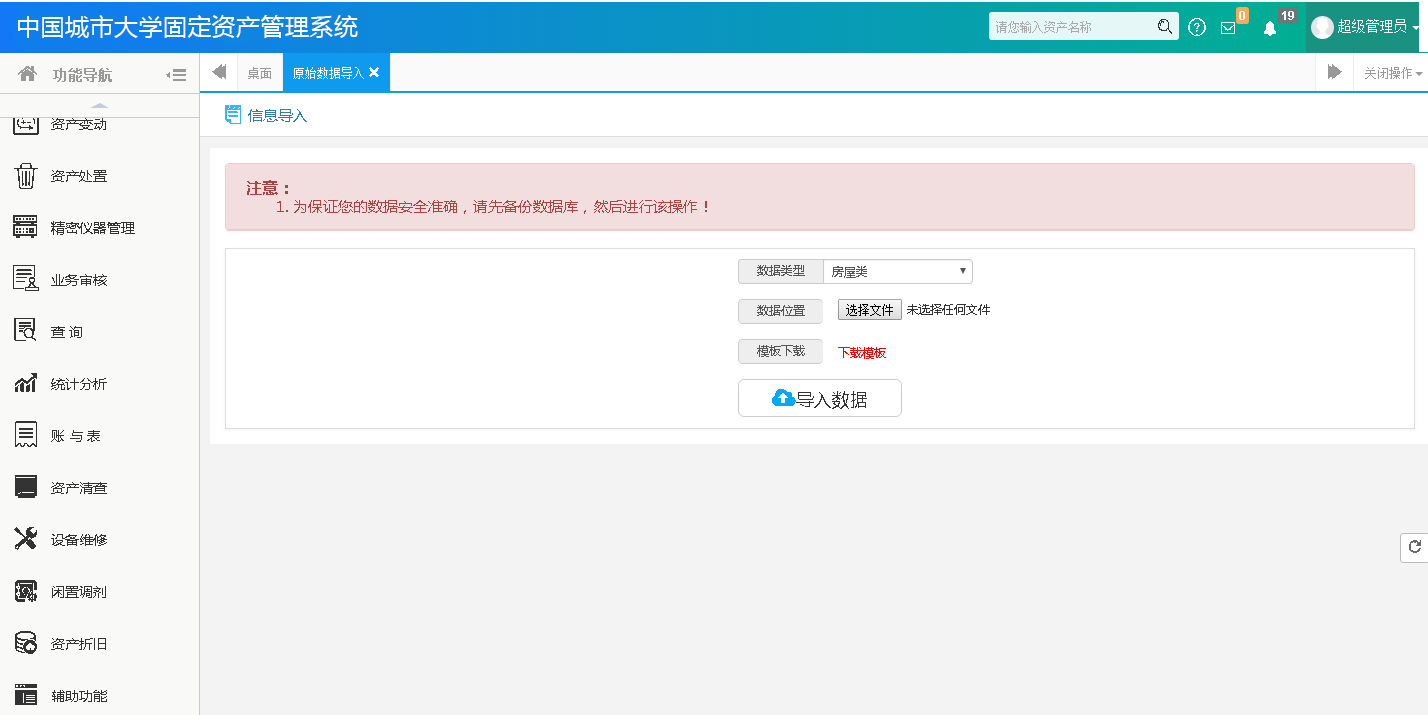 中国城市大学固定资产管理系统
请您输入资产名称
0
19
超级管理员
功能导航
桌面
原始数据导入
关闭操作
信息导入
资产变动
资产处置
精密仪器管理
业务审核
查 询
统计分析
账 与 表
资产清查
设备维修
闲置调剂
资产折旧
辅助功能
注意：
1. 为保证您的数据安全准确，请先备份数据库，然后进行该操作！
数据类型 房屋类
数据位置 选择文件 未选择任何文件
模板下载 下载模板
导入数据